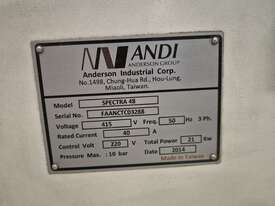 ANDI
ANDERSON GROUP
Anderson Industrial Corp.
No.1498, Chung-Hua Rd., Hou-Lung,
Miaoli, Taiwan.
Model SPECTRA 48
Serial No. FAANCTC03288
Voltage 415 V Freq. 50 Hz 3 Ph.
Rated Current 40 A
Control Volt 220 V Total Power 21 Kw
Pressure Max. : 10 bar Date 2014
Made in Taiwan